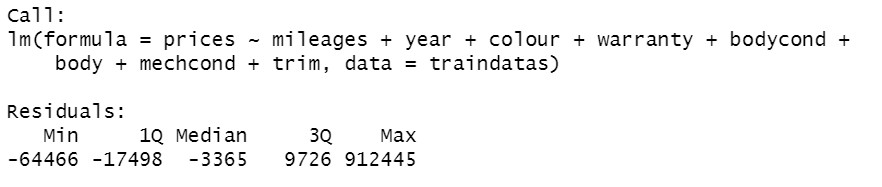 Call:
lm(formula = prices ~ mileages + year + colour + warranty + bodycond +
    body + mechcond + trim, data = traindatas)

Residuals:
    Min      1Q  Median      3Q     Max
-64466  -17498   -3365    9726  912445